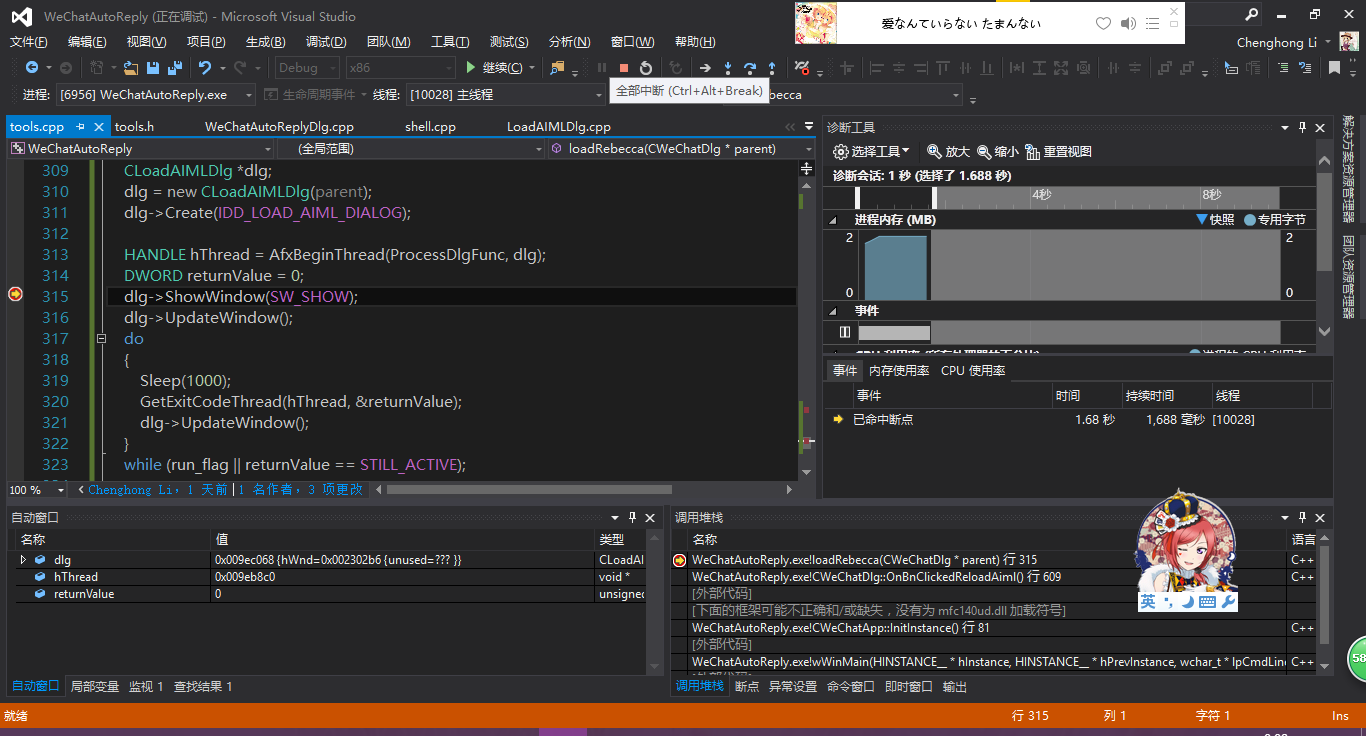 WeChatAutoReply (正在调试) - Microsoft Visual Studio
爱なんていらない たまんない
文件(F) 编辑(E) 视图(V) 项目(P) 生成(B) 调试(D) 团队(M) 工具(T) 测试(S) 分析(N) 窗口(W) 帮助(H)
Chenghong Li
Debug x86 继续(C)
进程: [6956] WeChatAutoReply.exe 生命周期事件 线程: [10028] 主线程
全部中断 (Ctrl+Alt+Break)
becca
tools.cpp tools.h WeChatAutoReplyDlg.cpp shell.cpp LoadAIMLDlg.cpp
WeChatAutoReply (全局范围) loadRebecca(CWeChatDlg * parent)
309 CLoadAIMLDlg *dlg;
310 dlg = new CLoadAIMLDlg(parent);
311 dlg->Create(IDD_LOAD_AIML_DIALOG);
312
313 HANDLE hThread = AfxBeginThread(ProcessDlgFunc, dlg);
314 DWORD returnValue = 0;
315 dlg->ShowWindow(SW_SHOW);
316 dlg->UpdateWindow();
317 do
318 {
319 Sleep(1000);
320 GetExitCodeThread(hThread, &returnValue);
321 dlg->UpdateWindow();
322 }
323 while (run_flag || returnValue == STILL_ACTIVE);
100 % Chenghong Li，1 天前 | 1 名作者，3 项更改
诊断工具
选择工具 放大 缩小 重置视图
诊断会话: 1 秒 (选择了 1.688 秒)
4秒 8秒
进程内存 (MB) 快照 专用字节
2 2
0 0
事件
事件 内存使用率 CPU 使用率
事件 时间 持续时间 线程
已命中断点 1.68 秒 1,688 毫秒 [10028]
解决方案资源管理器
团队资源管理器
自动窗口
名称 值 类型
dlg 0x009ec068 {hWnd=0x002302b6 {unused=??? }} CLoadAI
hThread 0x009eb8c0 void *
returnValue 0 unsigned
自动窗口 局部变量 监视 1 查找结果 1
调用堆栈
名称 语言
WeChatAutoReply.exe!loadRebecca(CWeChatDlg * parent) 行 315 C++
WeChatAutoReply.exe!CWeChatDlg::OnBnClickedReloadAiml() 行 609 C++
[外部代码]
[下面的框架可能不正确和/或缺失，没有为 mfc140ud.dll 加载符号]
WeChatAutoReply.exe!CWeChatApp::InitInstance() 行 81 C++
[外部代码]
WeChatAutoReply.exe!wWinMain(HINSTANCE__ * hInstance, HINSTANCE__ * hPrevInstance, wchar_t * lpCmdLine C++
调用堆栈 断点 异常设置 命令窗口 即时窗口 输出
英
58
就绪 行 315 列 1 字符 1 Ins